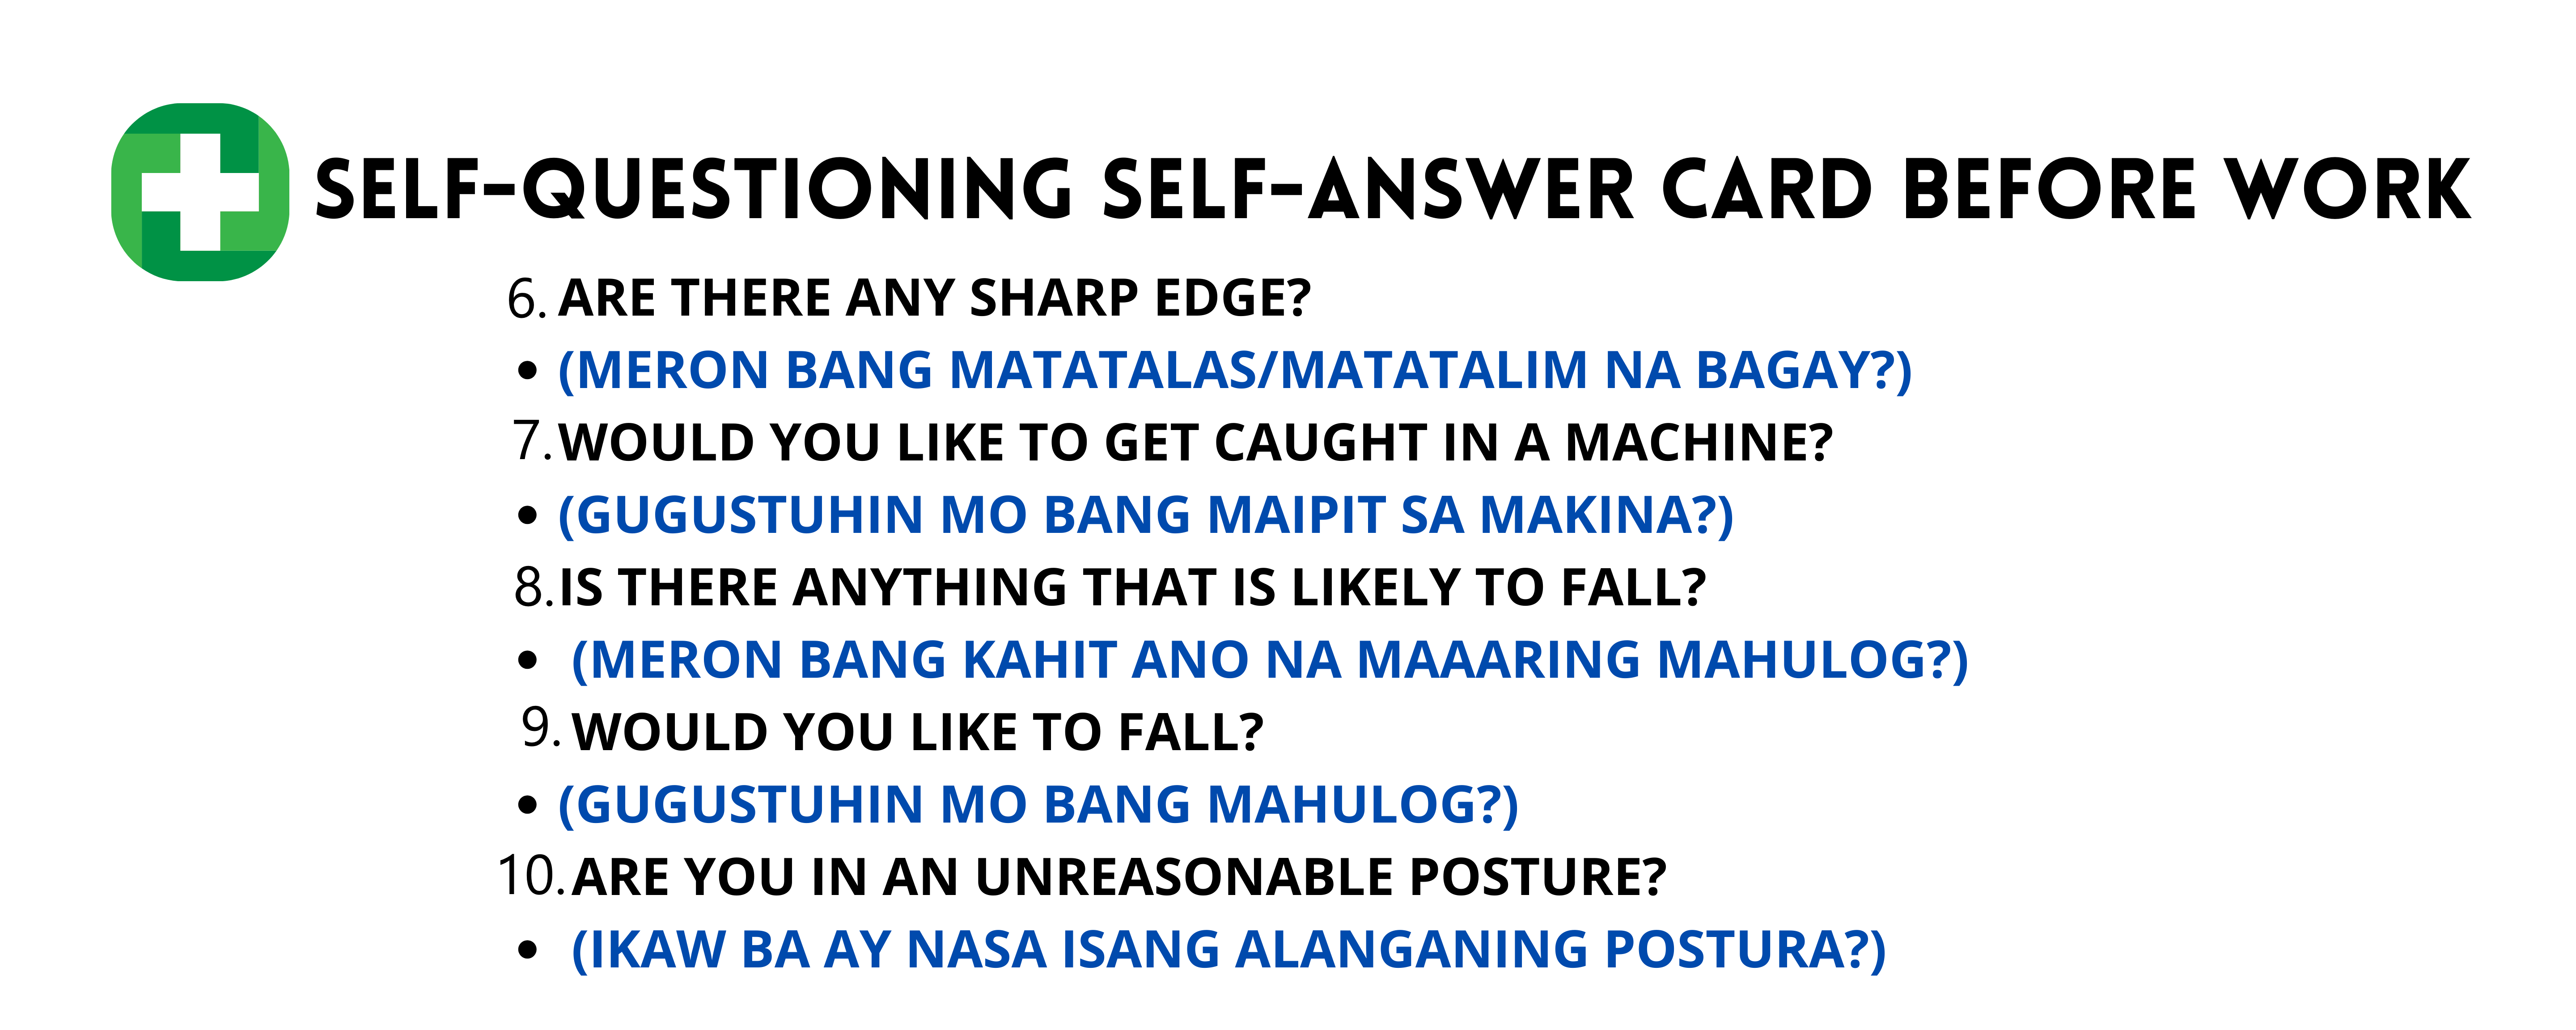 SELF-QUESTIONING SELF-ANSWER CARD BEFORE WORK
6. ARE THERE ANY SHARP EDGE?
• (MERON BANG MATATALAS/MATATALIM NA BAGAY?)
7. WOULD YOU LIKE TO GET CAUGHT IN A MACHINE?
• (GUGUSTUHIN MO BANG MAIPIT SA MAKINA?)
8. IS THERE ANYTHING THAT IS LIKELY TO FALL?
• (MERON BANG KAHIT ANO NA MAAARING MAHULOG?)
9. WOULD YOU LIKE TO FALL?
• (GUGUSTUHIN MO BANG MAHULOG?)
10. ARE YOU IN AN UNREASONABLE POSTURE?
• (IKAW BA AY NASA ISANG ALANGANING POSTURA?)